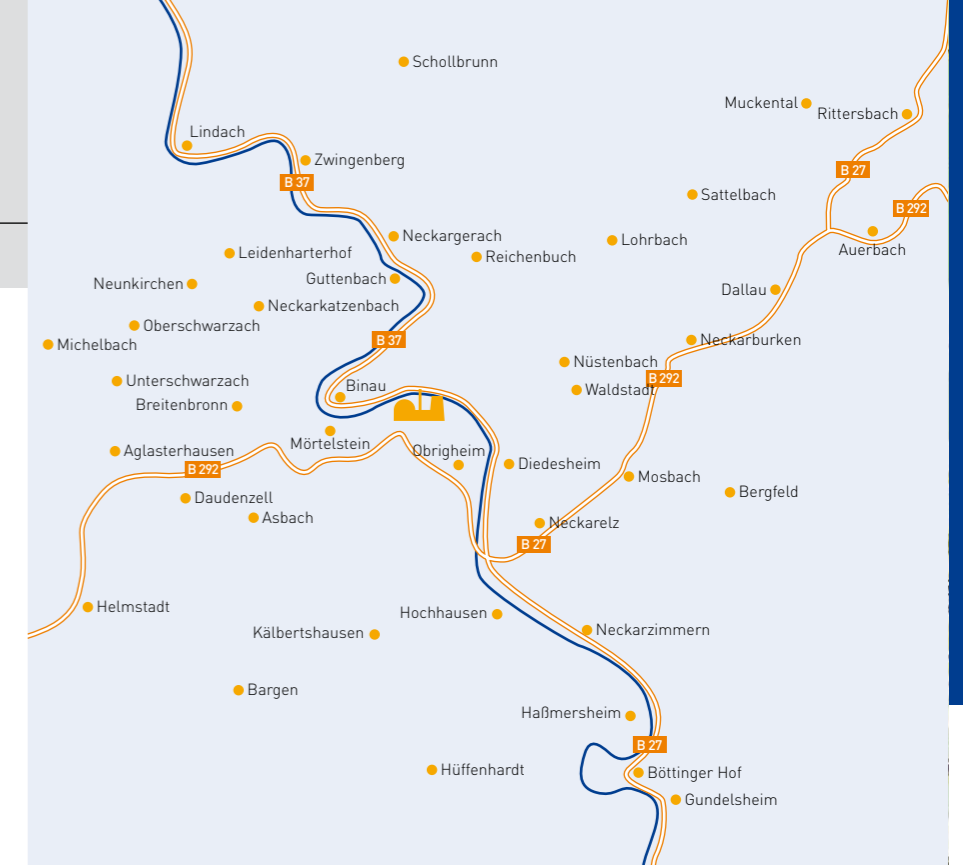 Schollbrunn
Muckental
Rittersbach
Lindach
Zwingenberg
B 27
B 37
Sattelbach
B 292
Neckargerach
Lohrbach
Auerbach
Leidenharterhof
Reichenbuch
Guttenbach
Neunkirchen
Dallau
Neckarkatzenbach
Oberschwarzach
B 37
Neckarburken
Michelbach
Nüstenbach
B 292
Unterschwarzach
Binau
Waldstadt
Breitenbronn
Mörtelstein
Aglasterhausen
Obrigheim
Diedesheim
B 292
Mosbach
Bergfeld
Daudenzell
Asbach
Neckarelz
B 27
Helmstadt
Hochhausen
Kälbertshausen
Neckarzimmern
Bargen
Haßmersheim
B 27
Hüffenhardt
Böttinger Hof
Gundelsheim